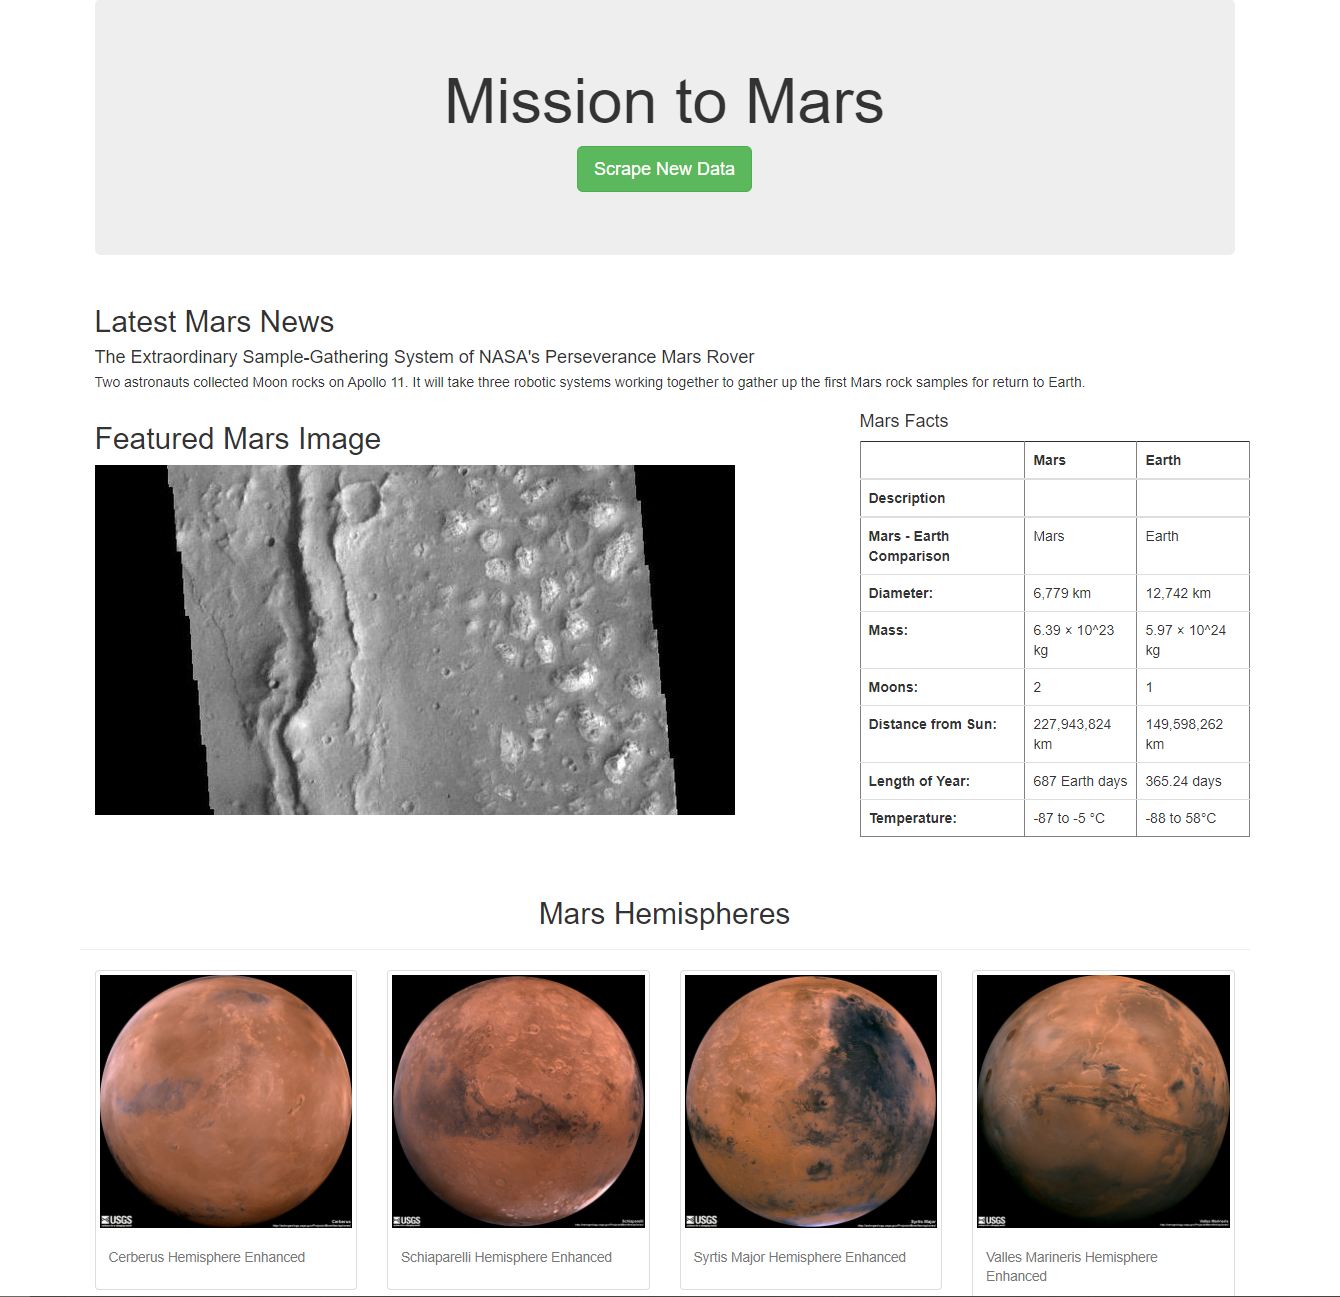 Mission to Mars
Scrape New Data
Latest Mars News
The Extraordinary Sample-Gathering System of NASA's Perseverance Mars Rover
Two astronauts collected Moon rocks on Apollo 11. It will take three robotic systems working together to gather up the first Mars rock samples for return to Earth.
Featured Mars Image
Mars Facts
Mars Earth
Description
Mars - Earth Mars Earth
Comparison
Diameter: 6,779 km 12,742 km
Mass: 6.39 × 10^23 5.97 × 10^24
kg kg
Moons: 2 1
Distance from Sun: 227,943,824 149,598,262
km km
Length of Year: 687 Earth days 365.24 days
Temperature: -87 to -5 °C -88 to 58°C
Mars Hemispheres
USGS Cerberus
USGS Schiaparelli
USGS Syrtis Major
USGS Valles Marineris
Cerberus Hemisphere Enhanced
Schiaparelli Hemisphere Enhanced
Syrtis Major Hemisphere Enhanced
Valles Marineris Hemisphere
Enhanced